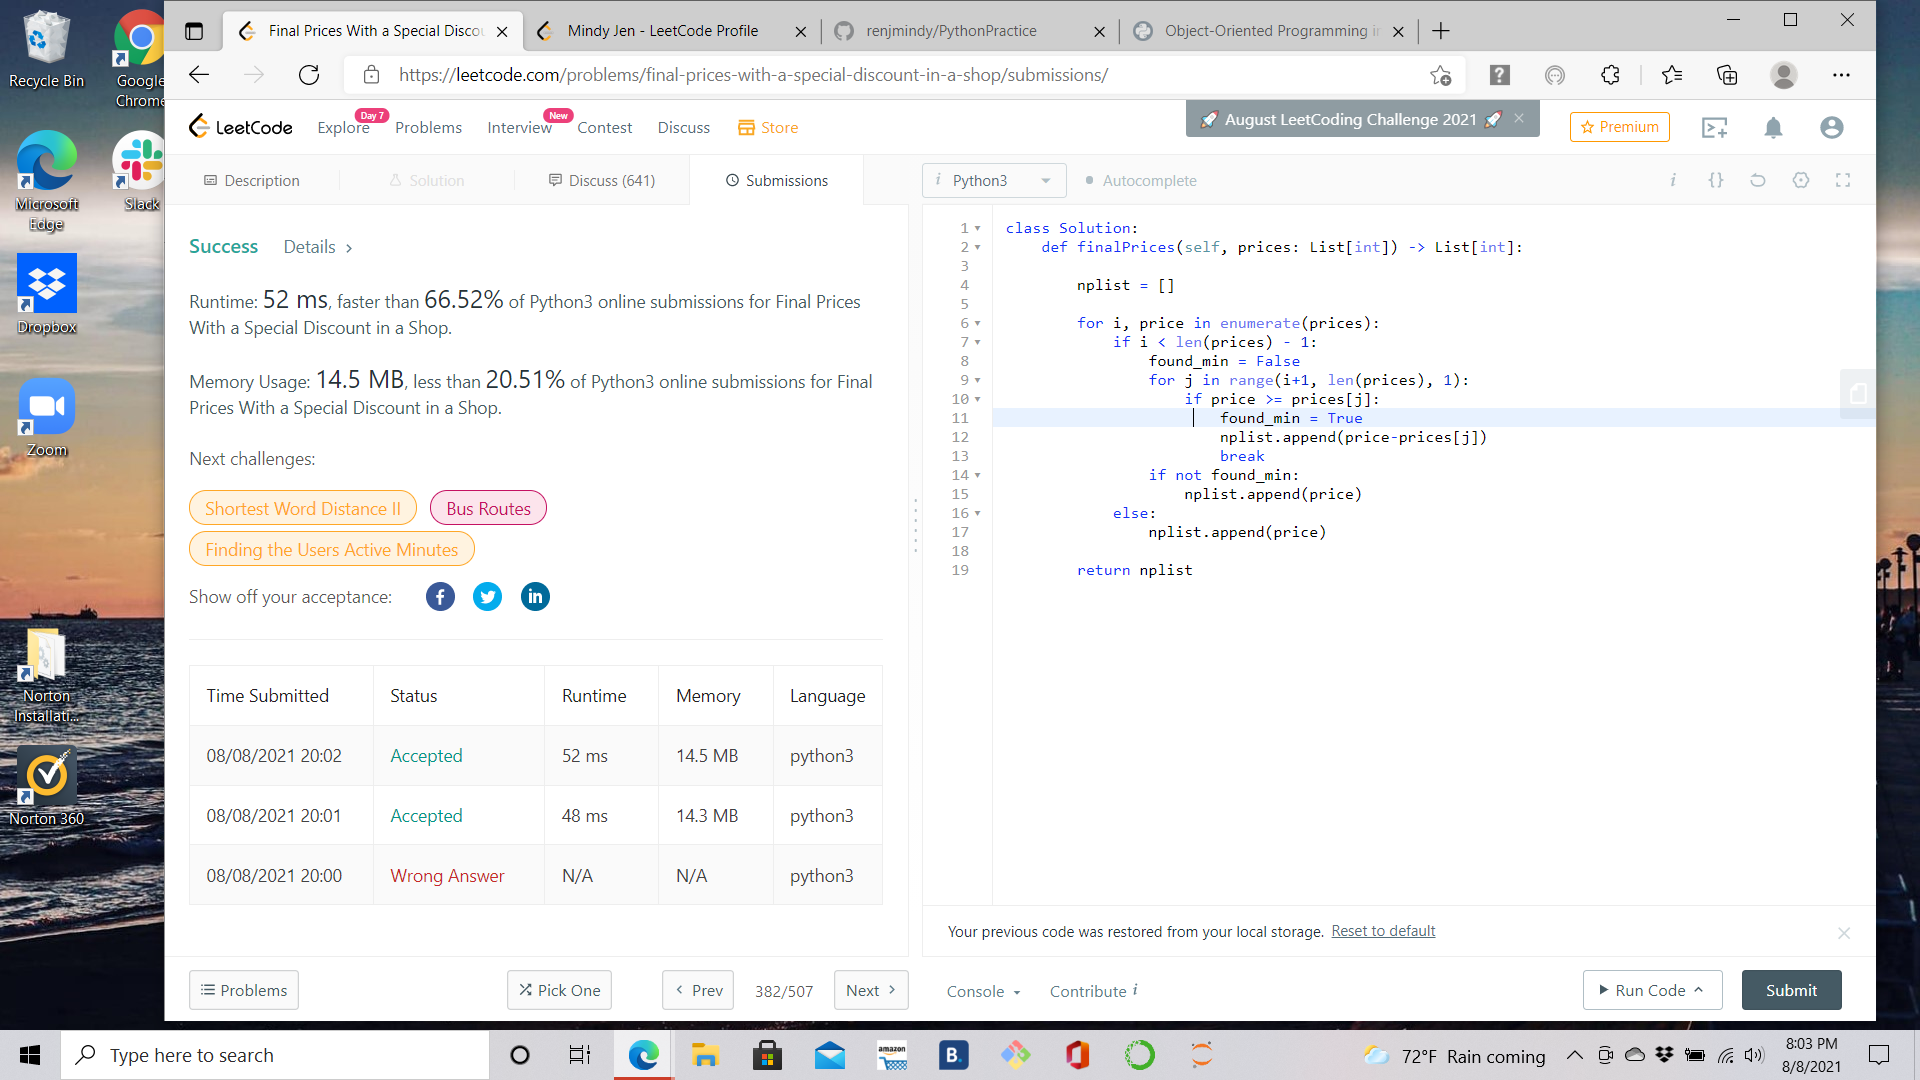 Recycle Bin
Google Chrome
Microsoft Edge
Slack
Dropbox
Zoom
Norton Installati...
Norton 360
Final Prices With a Special Disco
Mindy Jen - LeetCode Profile
renjmindy/PythonPractice
Object-Oriented Programming i
https://leetcode.com/problems/final-prices-with-a-special-discount-in-a-shop/submissions/
LeetCode
Explore
Day 7
Problems
Interview
New
Contest
Discuss
Store
🚀 August LeetCoding Challenge 2021 🚀
Premium
Description
Solution
Discuss (641)
Submissions
Success
Details
Runtime: 52 ms, faster than 66.52% of Python3 online submissions for Final Prices
With a Special Discount in a Shop.
Memory Usage: 14.5 MB, less than 20.51% of Python3 online submissions for Final
Prices With a Special Discount in a Shop.
Next challenges:
Shortest Word Distance II
Bus Routes
Finding the Users Active Minutes
Show off your acceptance:
Time Submitted Status Runtime Memory Language
08/08/2021 20:02 Accepted 52 ms 14.5 MB python3
08/08/2021 20:01 Accepted 48 ms 14.3 MB python3
08/08/2021 20:00 Wrong Answer N/A N/A python3
Problems
Pick One
Prev
382/507
Next
i Python3
Autocomplete
1 class Solution:
2     def finalPrices(self, prices: List[int]) -> List[int]:
3
4         nplist = []
5
6         for i, price in enumerate(prices):
7             if i < len(prices) - 1:
8                 found_min = False
9                 for j in range(i+1, len(prices), 1):
10                     if price >= prices[j]:
11                         found_min = True
12                         nplist.append(price-prices[j])
13                         break
14                 if not found_min:
15                     nplist.append(price)
16             else:
17                 nplist.append(price)
18
19         return nplist
Your previous code was restored from your local storage. Reset to default
Console
Contribute i
Run Code
Submit
Type here to search
amazon
B.
72°F Rain coming
8:03 PM
8/8/2021